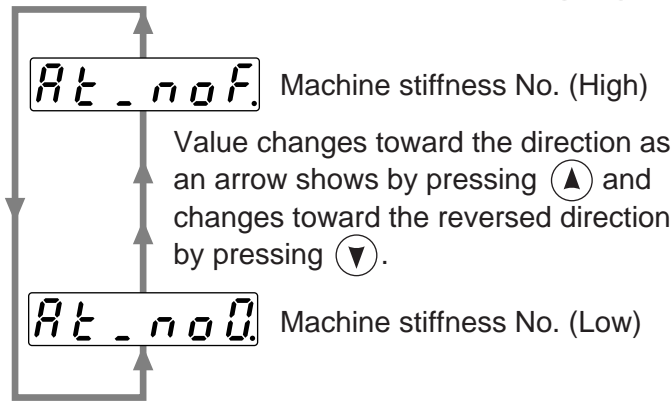 At_noF. Machine stiffness No. (High)
Value changes toward the direction as
an arrow shows by pressing ▲ and
changes toward the reversed direction
by pressing ▼.
At_no0. Machine stiffness No. (Low)